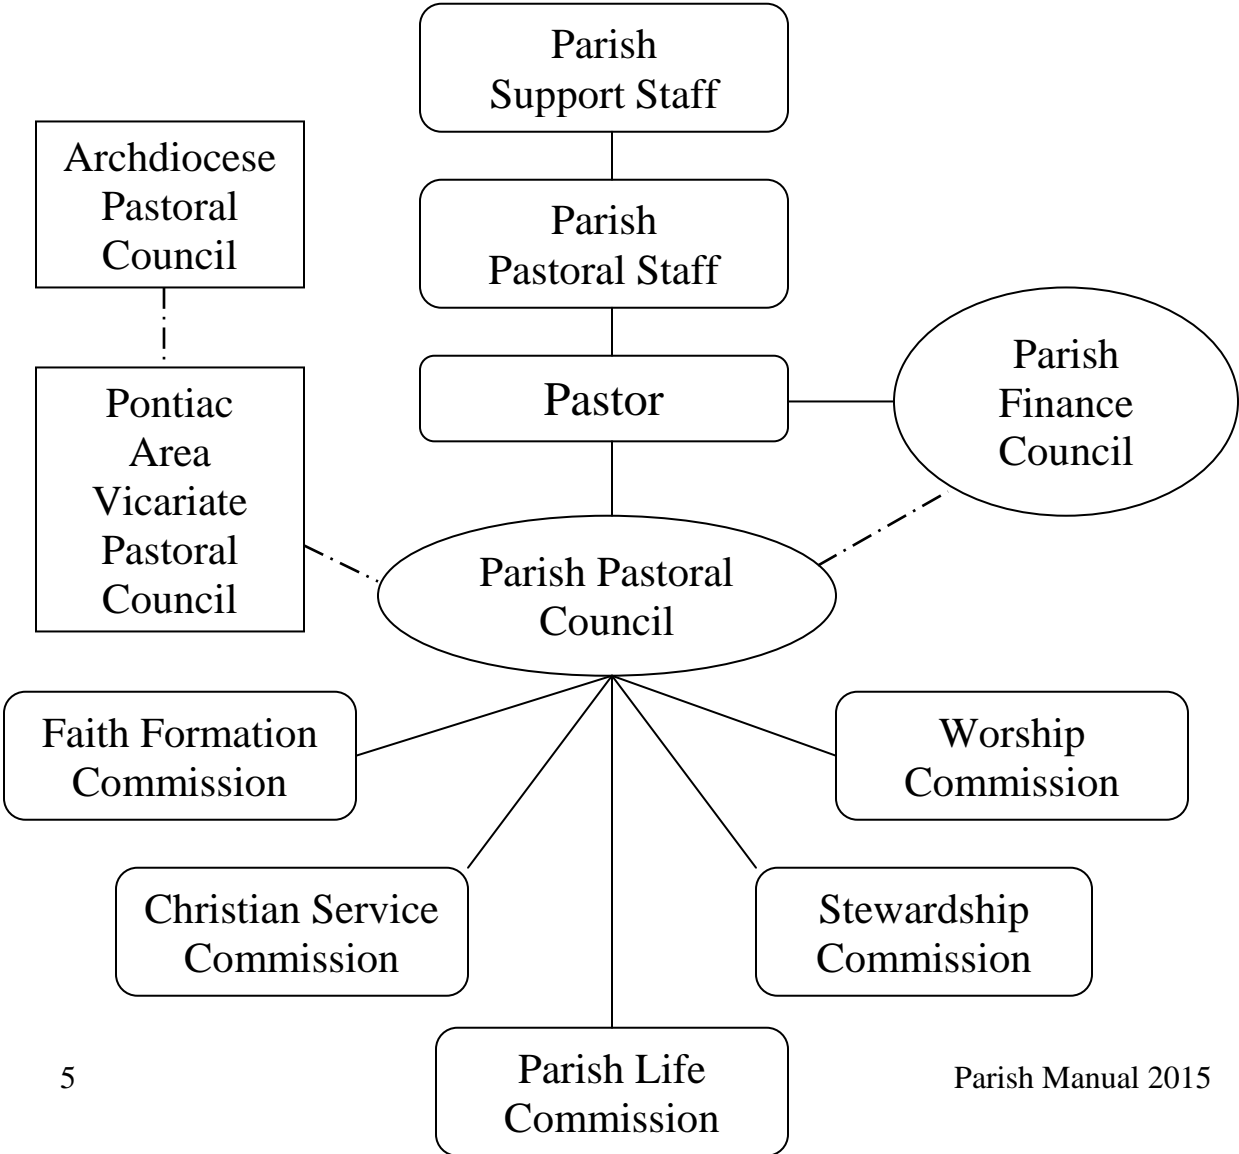 Parish
Support Staff
Archdiocese
Pastoral
Council
Parish
Pastoral Staff
Pontiac
Area
Vicariate
Pastoral
Council
Pastor
Parish
Finance
Council
Parish Pastoral
Council
Faith Formation
Commission
Worship
Commission
Christian Service
Commission
Stewardship
Commission
Parish Life
Commission
5
Parish Manual 2015